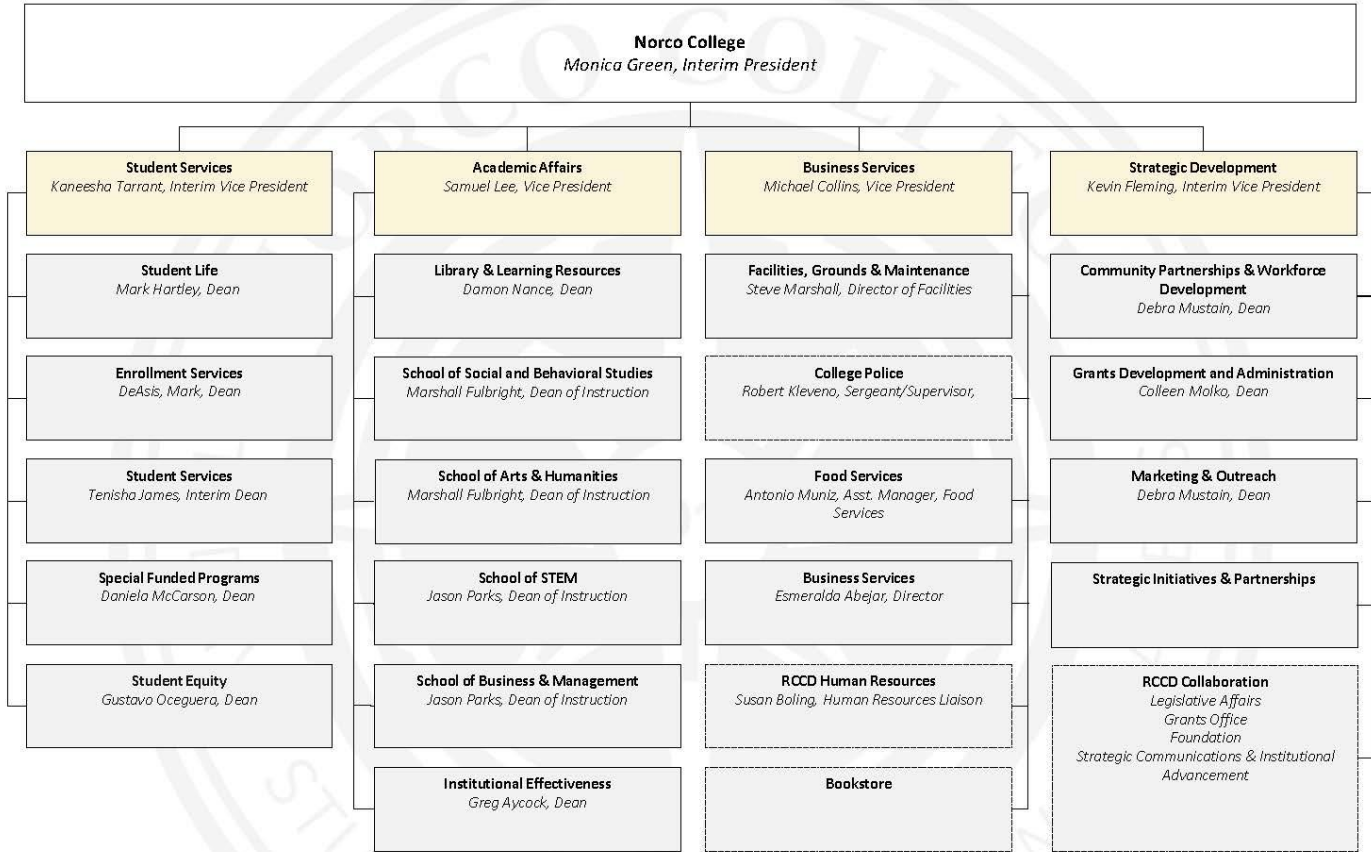 Norco College
Monica Green, Interim President
Student Services
Kaneesha Tarrant, Interim Vice President
Student Life
Mark Hartley, Dean
Enrollment Services
DeAsis, Mark, Dean
Student Services
Tenisha James, Interim Dean
Special Funded Programs
Daniela McCarson, Dean
Student Equity
Gustavo Oceguera, Dean
Academic Affairs
Samuel Lee, Vice President
Library & Learning Resources
Damon Nance, Dean
School of Social and Behavioral Studies
Marshall Fulbright, Dean of Instruction
School of Arts & Humanities
Marshall Fulbright, Dean of Instruction
School of STEM
Jason Parks, Dean of Instruction
School of Business & Management
Jason Parks, Dean of Instruction
Institutional Effectiveness
Greg Aycock, Dean
Business Services
Michael Collins, Vice President
Facilities, Grounds & Maintenance
Steve Marshall, Director of Facilities
College Police
Robert Kleveno, Sergeant/Supervisor,
Food Services
Antonio Muniz, Asst. Manager, Food
Services
Business Services
Esmeralda Abejar, Director
RCCD Human Resources
Susan Boling, Human Resources Liaison
Bookstore
Strategic Development
Kevin Fleming, Interim Vice President
Community Partnerships & Workforce
Development
Debra Mustain, Dean
Grants Development and Administration
Colleen Molko, Dean
Marketing & Outreach
Debra Mustain, Dean
Strategic Initiatives & Partnerships
RCCD Collaboration
Legislative Affairs
Grants Office
Foundation
Strategic Communications & Institutional
Advancement